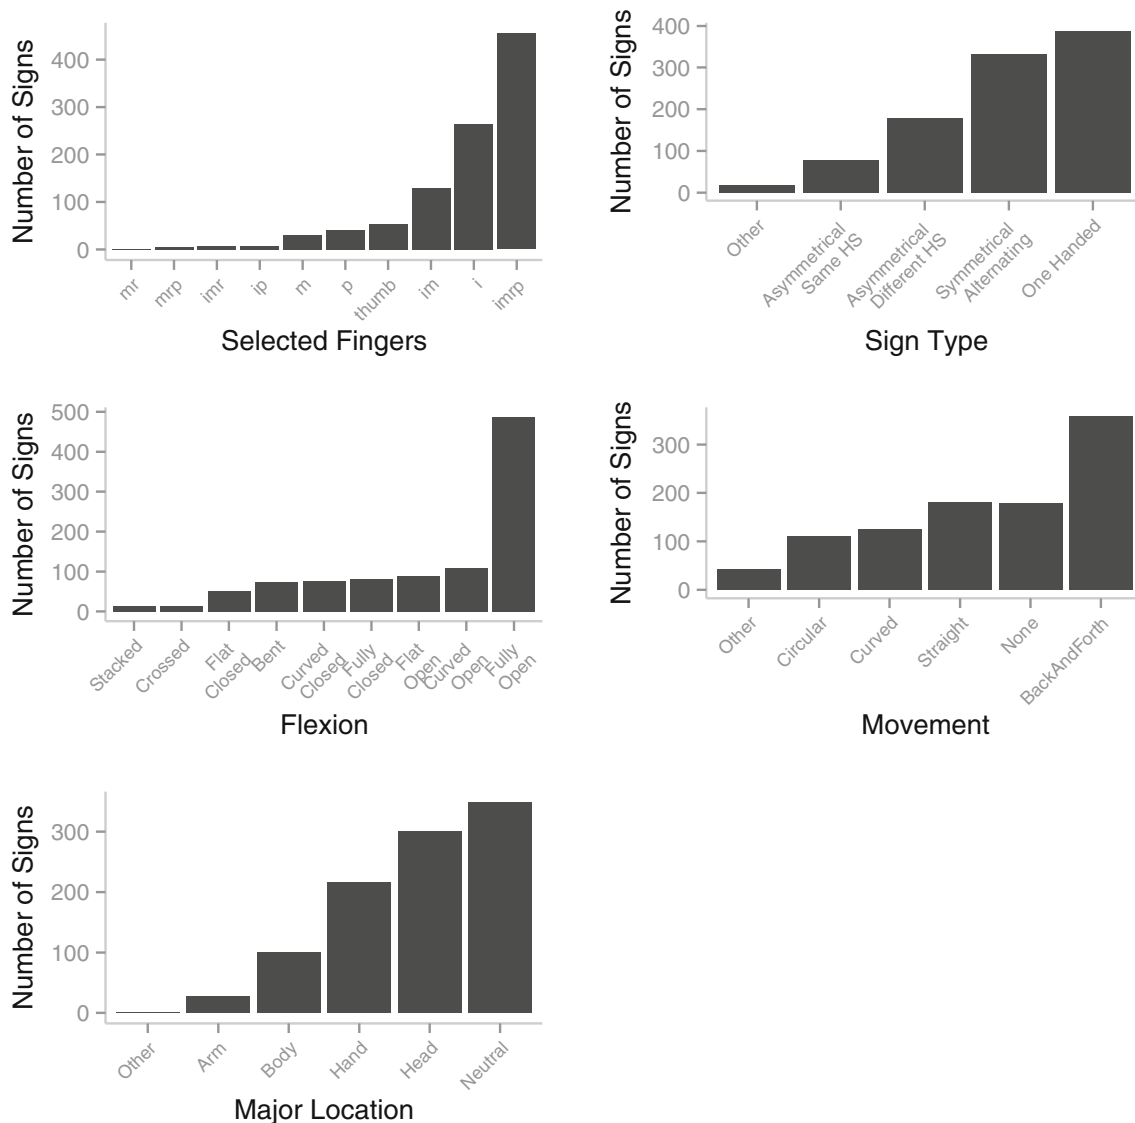 Number of Signs
400
300
200
100
0
mr
mrp
imr
ip
m
p
thumb
im
i
imrp
Selected Fingers
Number of Signs
400
300
200
100
0
Other
Asymmetrical
Same HS
Asymmetrical
Different HS
Symmetrical
Alternating
One Handed
Sign Type
Number of Signs
500
400
300
200
100
0
Stacked
Crossed
Flat
Closed
Bent
Curved
Closed
Fully
Closed
Flat
Open
Curved
Open
Fully
Open
Flexion
Number of Signs
300
200
100
0
Other
Circular
Curved
Straight
None
BackAndForth
Movement
Number of Signs
300
200
100
0
Other
Arm
Body
Hand
Head
Neutral
Major Location